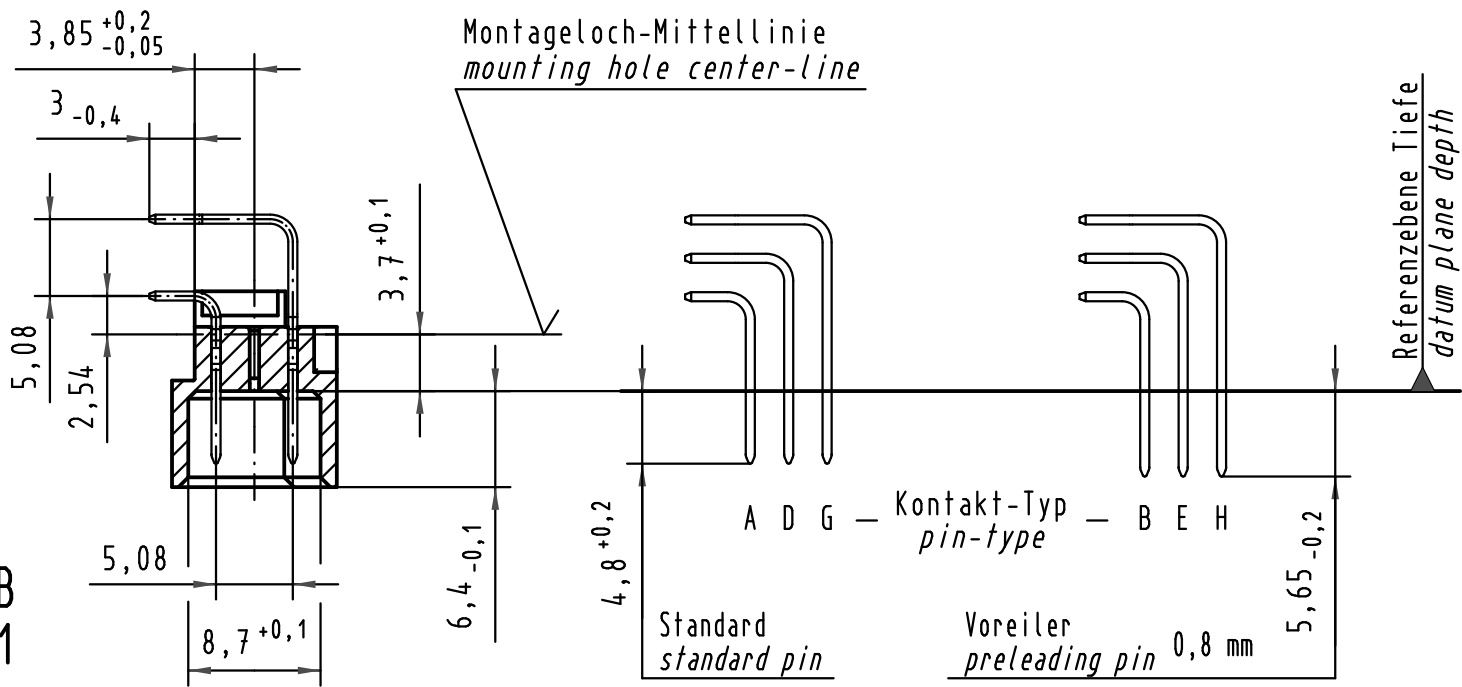 3,85 +0,2 -0,05
Montageloch-Mittellinie
mounting hole center-line
3 -0,4
5,08
2,54
3,7 +0,1
Referenzebene Tiefe
datum plane depth
A D G — Kontakt-Typ — B E H
pin-type
5,08
8,7 +0,1
6,4 -0,1
4,8 +0,2
Standard
standard pin
Voreiler
preleading pin 0,8 mm
5,65 -0,2
B
1